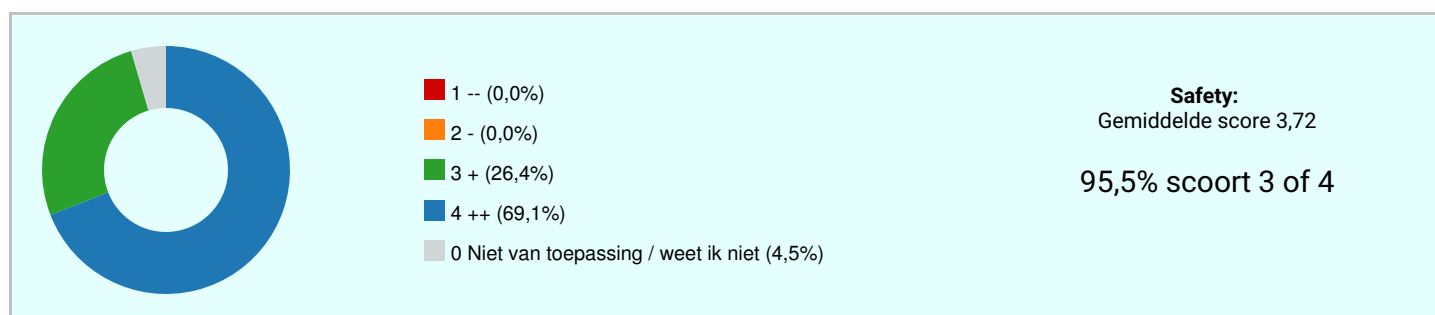 1 -- (0,0%)
2 - (0,0%)
3 + (26,4%)
4 ++ (69,1%)
0 Niet van toepassing / weet ik niet (4,5%)
Safety:
Gemiddelde score 3,72
95,5% scoort 3 of 4